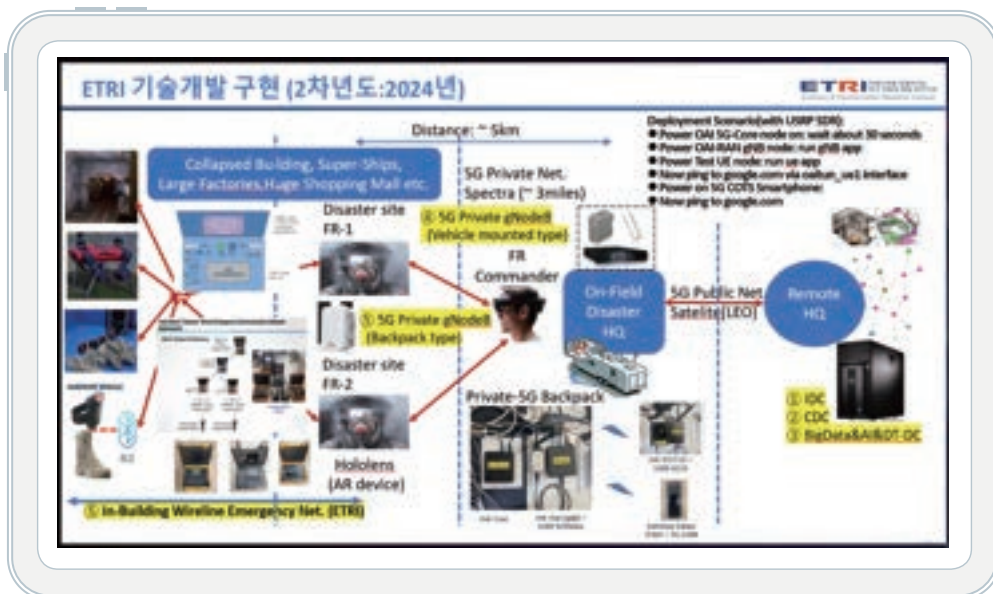 ETRI 기술개발 구현 (2차년도:2024년)
ETRI
Distance: ~ 5km
Deployment Scenario(with USRP SDR)
● Power OAI 5G-Core node on: wait about 30 seconds
● Power OAI-RAN gNB node: run gNB app
● Power Test UE node: run ue app
● Now ping to google.com via oaitun_ue1 interface
● Power on 5G COTS Smartphone
● Now ping to google.com
Collapsed Building, Super-Ships,
Large Factories,Huge Shopping Mall etc.
5G Private Net.
Spectra (~ 3miles)
Disaster site
FR-1
④ 5G Private gNodeB
(Vehicle mounted type)
FR
Commander
⑤ 5G Private gNodeB
(Backpack type)
On-Field
Disaster
HQ
5G Public Net.
Satelite(LEO)
Remote
HQ
Disaster site
FR-2
Hololens
(AR device)
Private-5G Backpack
① IDC
② CDC
③ BigData&AI&DT-DC
In-Building Wireline Emergency Net. (ETRI)